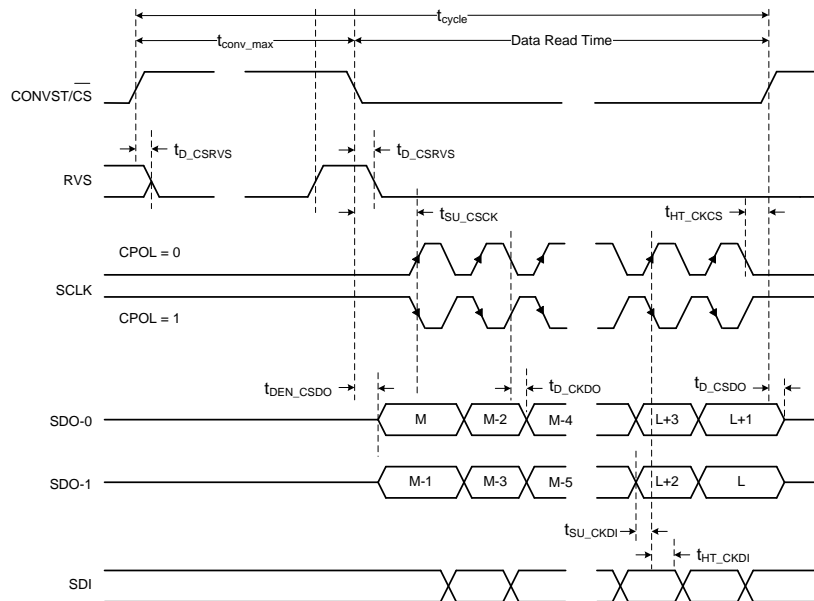 tcycle
tconv_max
Data Read Time
CONVST/CS
tD_CSRVS
tD_CSRVS
RVS
tSU_CSCK
tHT_CKCS
CPOL = 0
SCLK
CPOL = 1
tDEN_CSDO
tD_CKDO
tD_CSDO
SDO-0
M
M-2
M-4
L+3
L+1
SDO-1
M-1
M-3
M-5
L+2
L
tSU_CKDI
tHT_CKDI
SDI